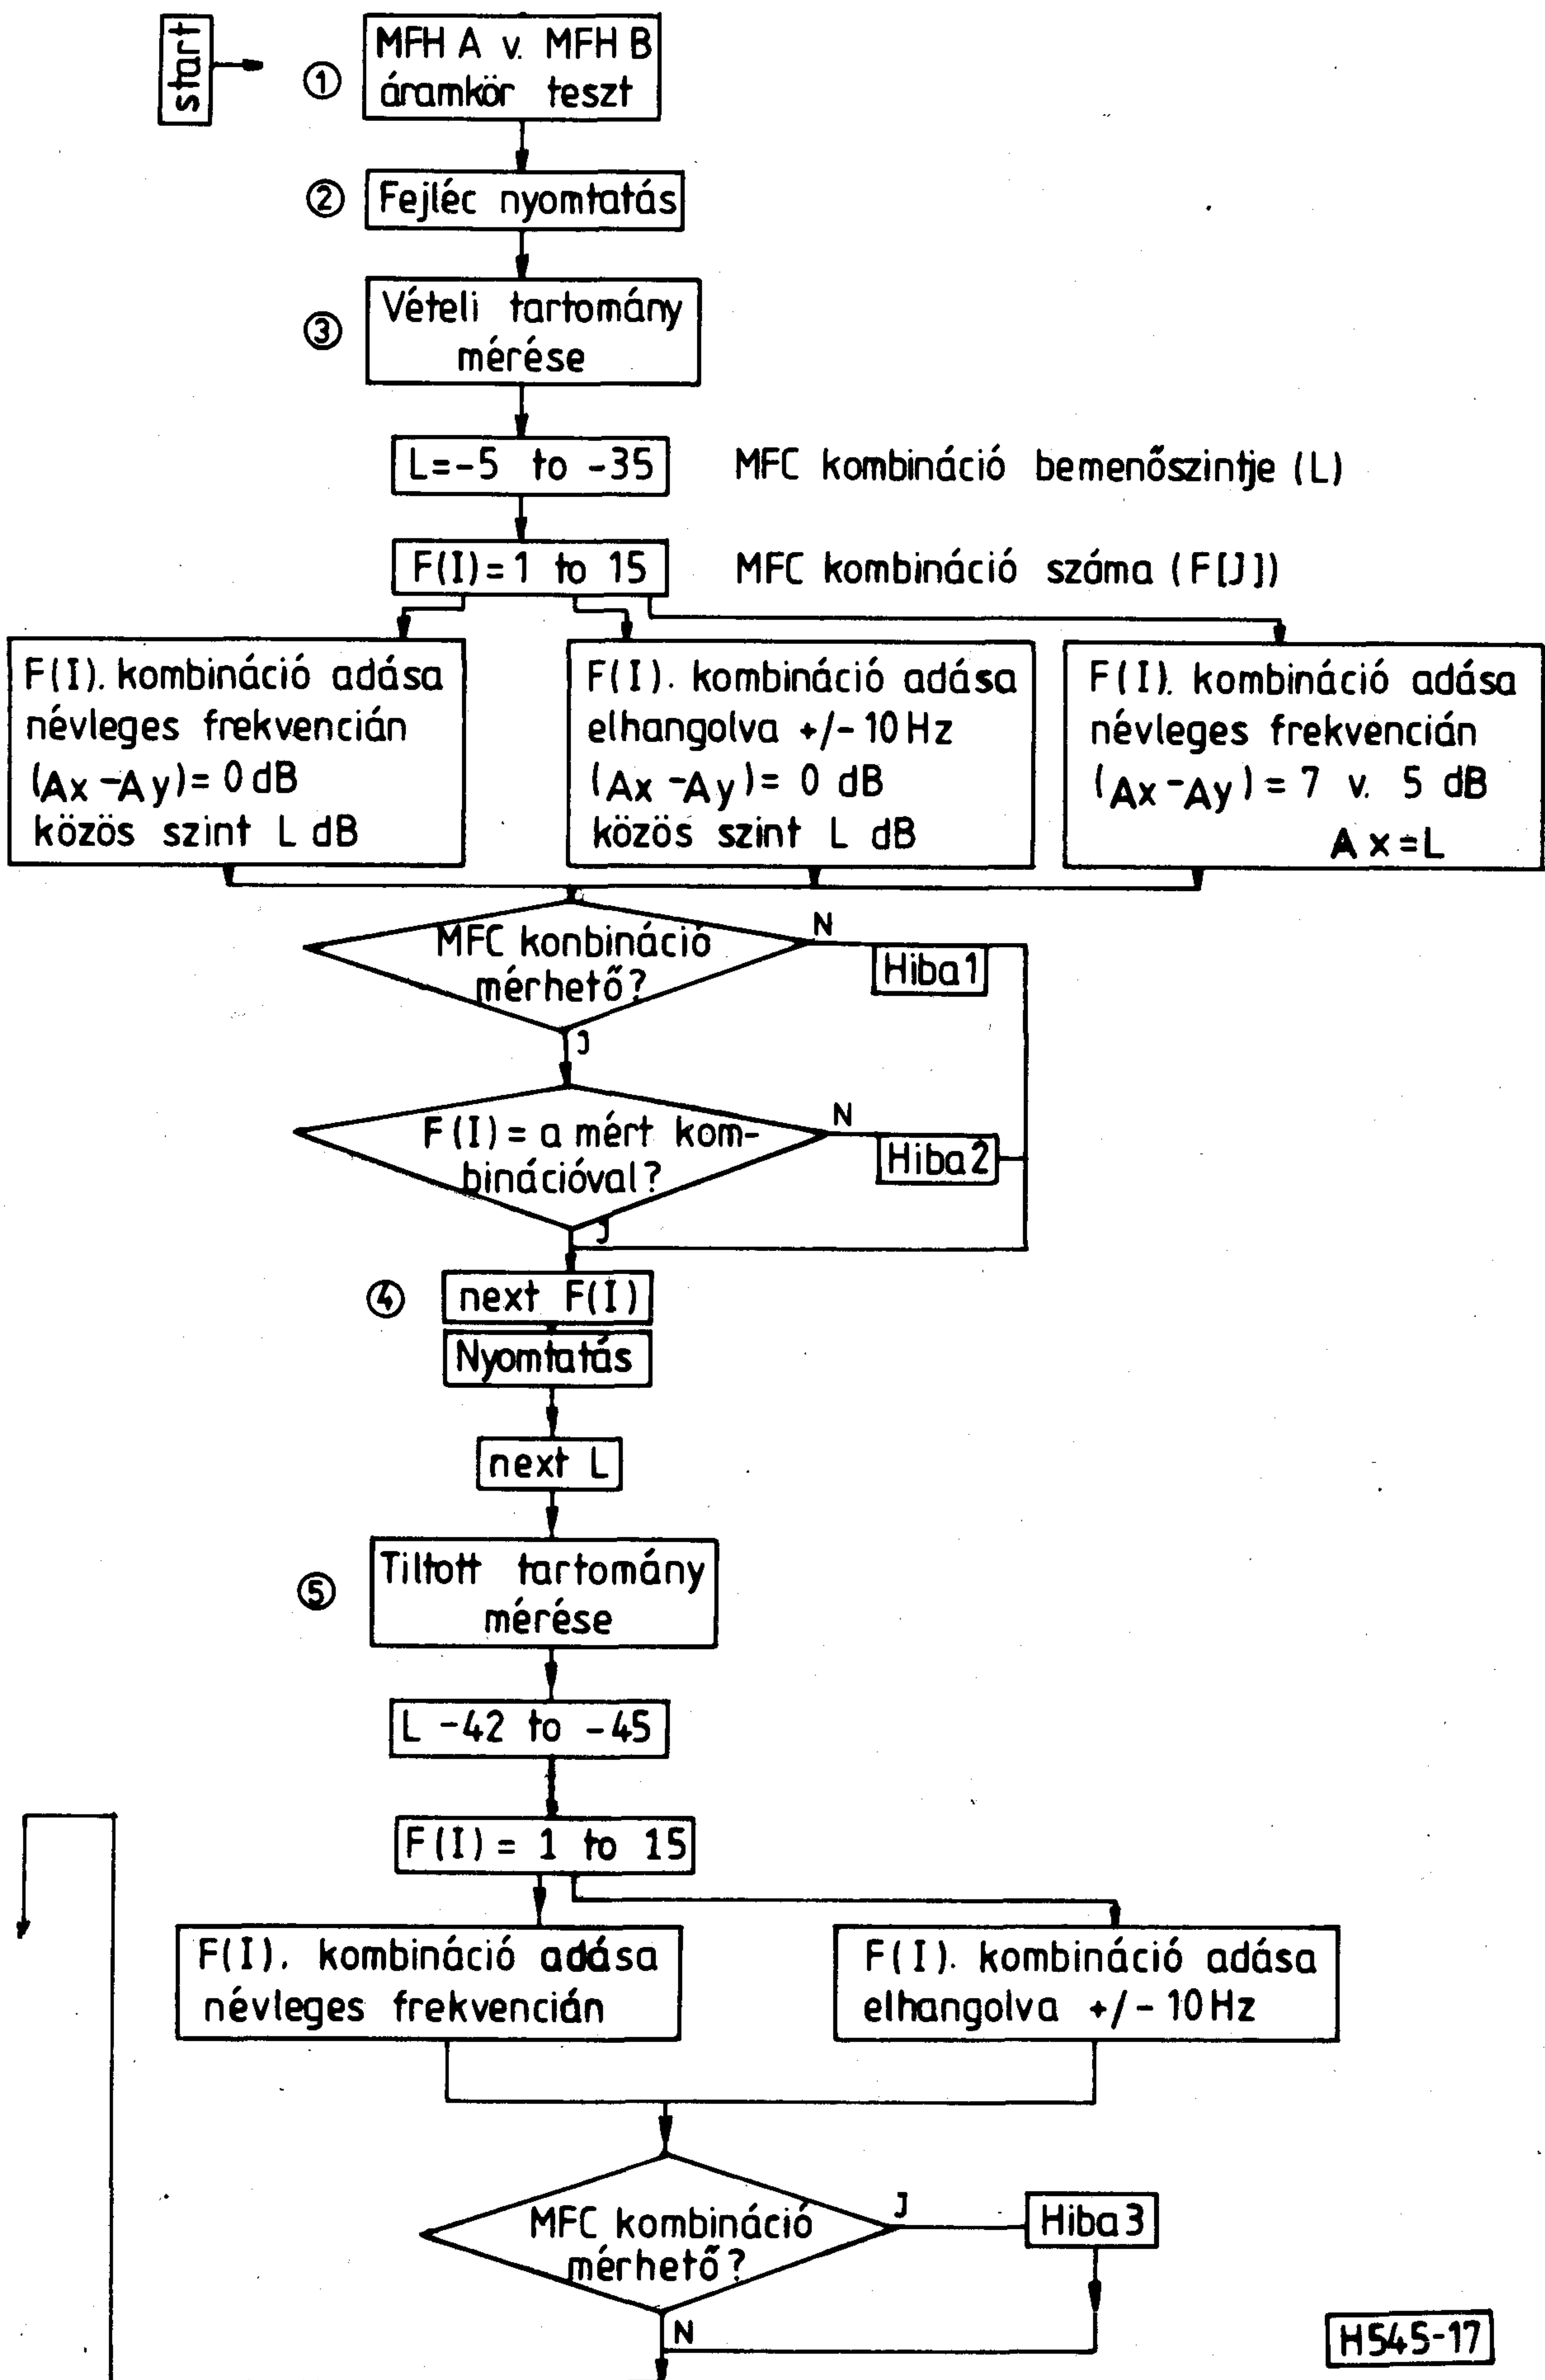 start
① MFH A v. MFH B
áramkör teszt
② Fejléc nyomtatás
③ Vételi tartomány
mérése
L=-5 to -35
MFC kombináció bemenőszintje (L)
F(I)=1 to 15
MFC kombináció száma (F[J])
F(I). kombináció adása
névleges frekvencián
(Ax-Ay)= 0 dB
közös szint L dB
F(I). kombináció adása
elhangolva +/-10 Hz
(Ax-Ay)= 0 dB
közös szint L dB
F(I). kombináció adása
névleges frekvencián
(Ax-Ay)= 7 v. 5 dB
Ax=L
MFC konbináció
mérhető?
N
Hiba1
J
F(I)= a mért kom-
binációval?
N
Hiba2
J
④ next F(I)
Nyomtatás
next L
⑤ Tiltott tartomány
mérése
L -42 to -45
F(I)= 1 to 15
F(I). kombináció adása
névleges frekvencián
F(I). kombináció adása
elhangolva +/-10Hz
MFC kombináció
mérhető?
J
Hiba3
N
H545-17